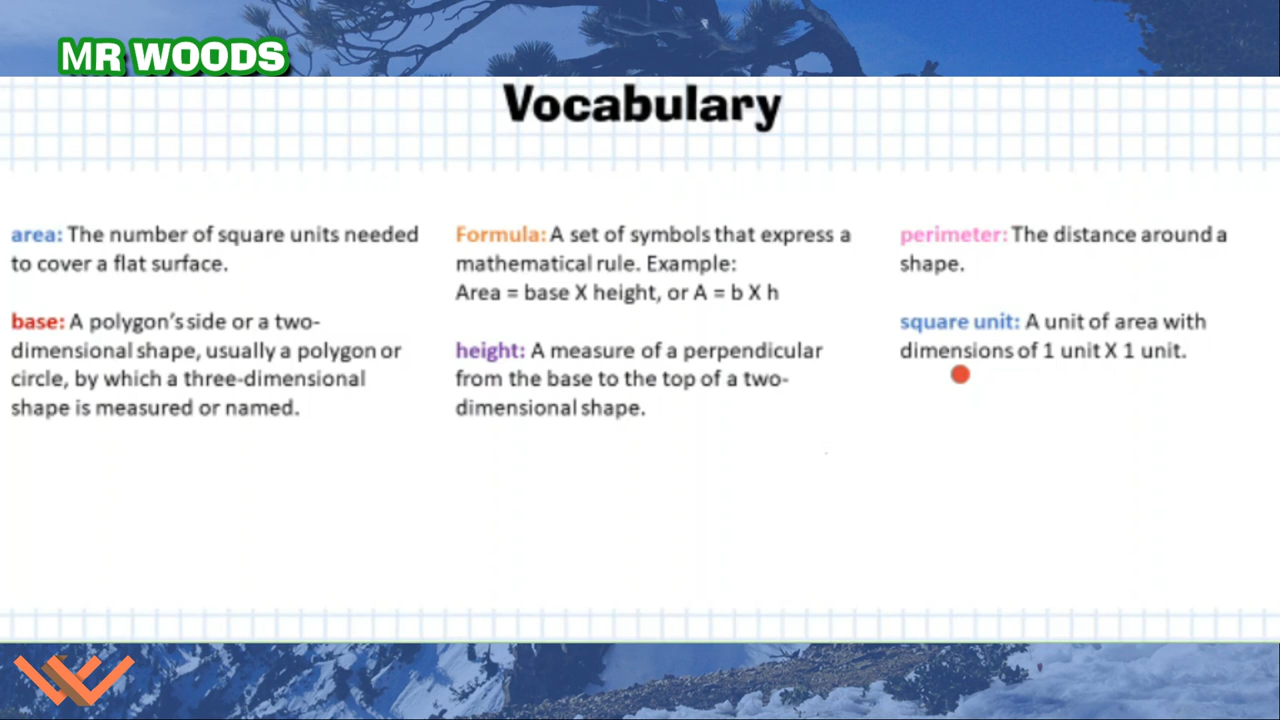 MR WOODS
Vocabulary
area: The number of square units needed
to cover a flat surface.
base: A polygon's side or a two-
dimensional shape, usually a polygon or
circle, by which a three-dimensional
shape is measured or named.
Formula: A set of symbols that express a
mathematical rule. Example:
Area = base X height, or A = b X h
height: A measure of a perpendicular
from the base to the top of a two-
dimensional shape.
perimeter: The distance around a
shape.
square unit: A unit of area with
dimensions of 1 unit X 1 unit.